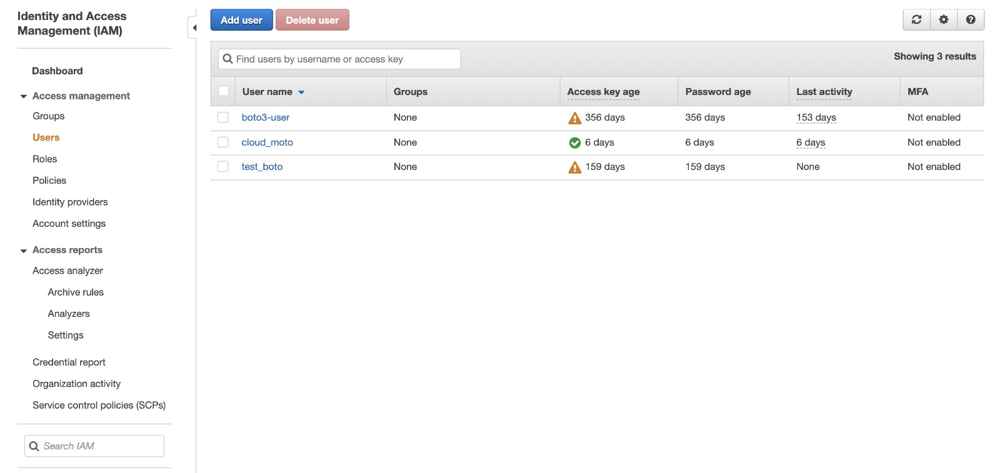 Identity and Access
Management (IAM)
Dashboard
Access management
Groups
Users
Roles
Policies
Identity providers
Account settings
Access reports
Access analyzer
Archive rules
Analyzers
Settings
Credential report
Organization activity
Service control policies (SCPs)
Search IAM
Add user Delete user
Find users by username or access key Showing 3 results
User name Groups Access key age Password age Last activity MFA
boto3-user None 356 days 356 days 153 days Not enabled
cloud_moto None 6 days 6 days 6 days Not enabled
test_boto None 159 days 159 days None Not enabled